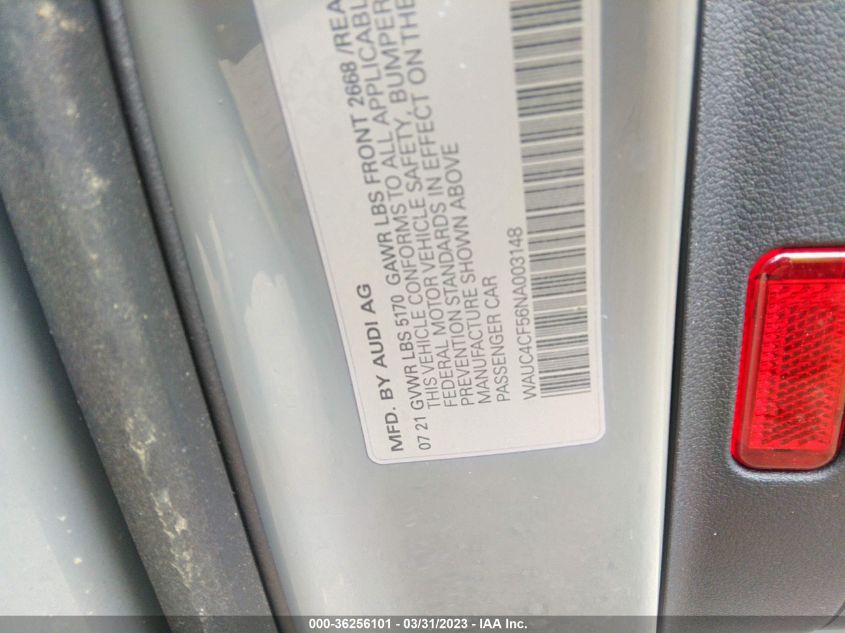 MFD. BY AUDI AG
07 21 GVWR LBS 5170 GAWR LBS FRONT 2668 /REA
THIS VEHICLE CONFORMS TO ALL APPLICABL
FEDERAL MOTOR VEHICLE SAFETY, BUMPER
PREVENTION STANDARDS IN EFFECT ON THE
MANUFACTURE SHOWN ABOVE
PASSENGER CAR
WAUC4CF56NA003148
000-36256101 - 03/31/2023 - IAA Inc.